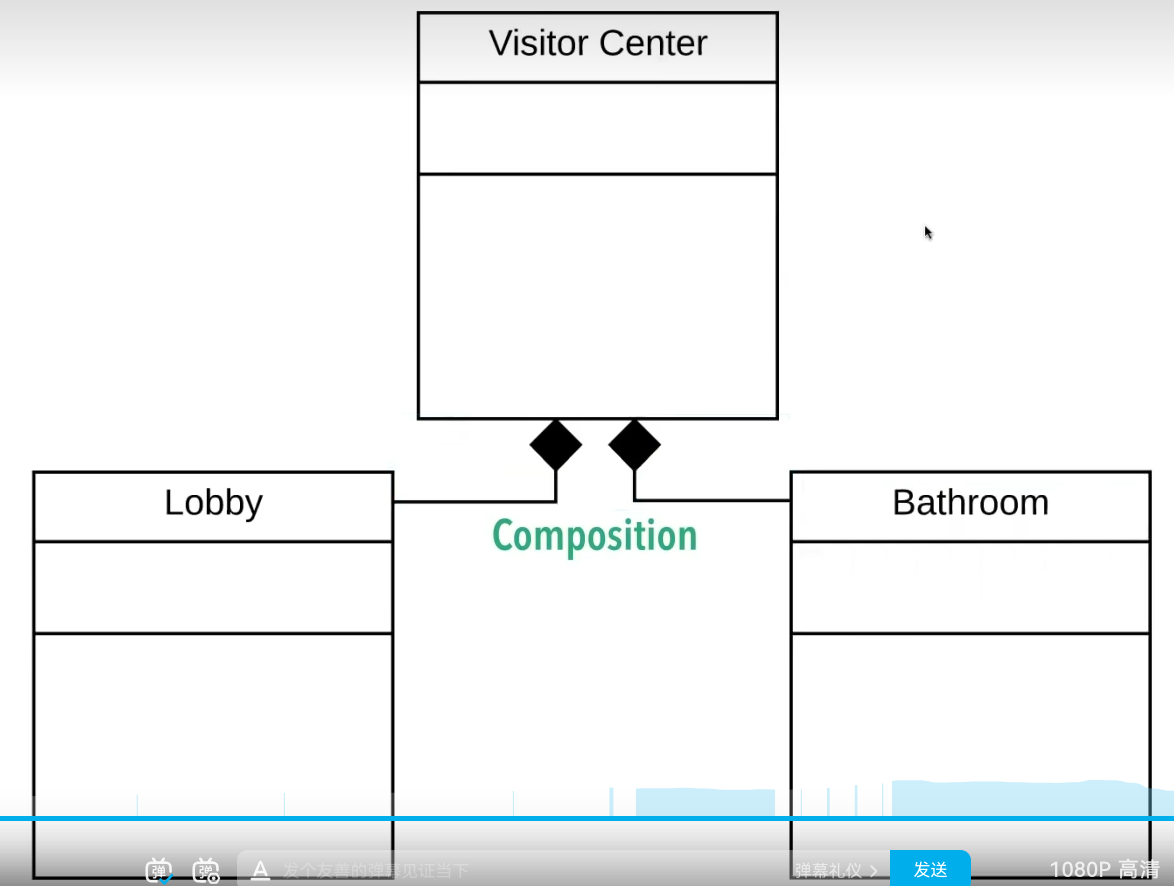 Visitor Center
Lobby
Bathroom
Composition
弹
弹
A
发个友善的弹幕见证当下
弹幕礼仪 >
发送
1080P 高清